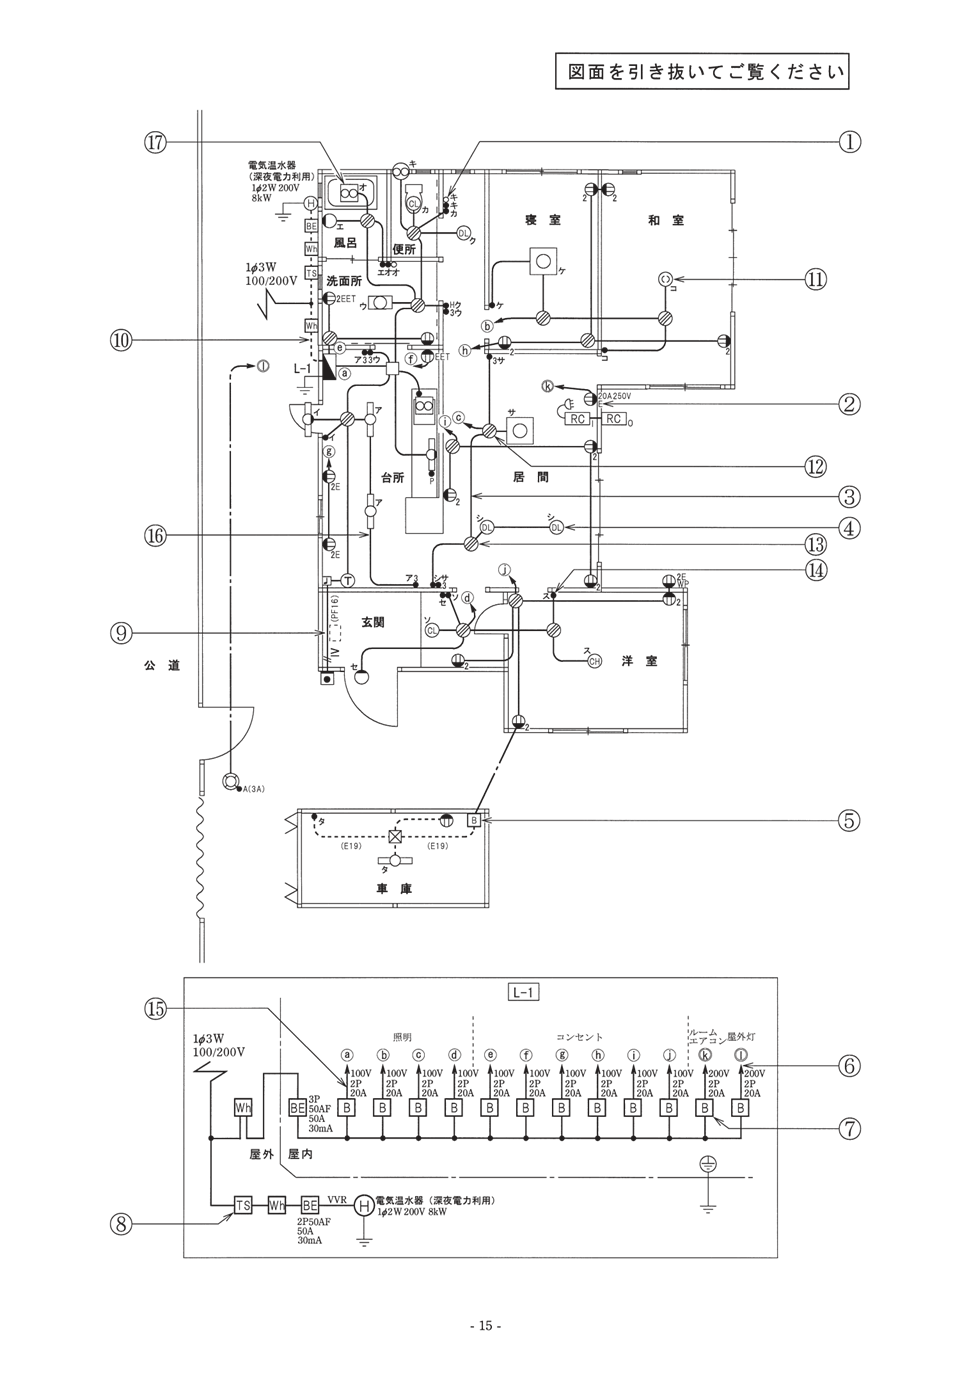 図面を引き抜いてご覧ください
⑰
①
電気温水器
(深夜電力利用)
1φ2W 200V
8kW
H
BE
Wh
TS
Wh
1φ3W
100/200V
⑩
L-1
オ
エ
風呂
キ
CL
カ
便所
キ
キ
カ
DL
ク
エオオ
洗面所
2EET
ウ
Hク
3ウ
ⓔ
ア33ウ
ⓕ
EET
ⓐ
寝室
ケ
ケ
ⓑ
ⓗ
2
2
2
和室
コ
⑪
コ
2
3サ
ⓚ
20A250V
E
②
RC
I
RC
O
ⓛ
イ
ア
イ
ⓖ
2E
台所
P
ア
2E
⑯
ⓘ
ⓒ
サ
2
⑫
居間
2
③
シ
DL
シ
DL
④
⑬
T
ア3
シサ
3
ⓙ
2
⑭
2E
WP
2
ス
⑨
(PF16)
IV
玄関
セ
ソ
ⓓ
ソ
CL
セ
2
ス
CH
洋室
2
公道
A(3A)
タ
B
⑤
(E19)
(E19)
タ
車庫
L-1
⑮
1φ3W
100/200V
照明
コンセント
ルーム
エアコン
屋外灯
ⓐ
ⓑ
ⓒ
ⓓ
ⓔ
ⓕ
ⓖ
ⓗ
ⓘ
ⓙ
ⓚ
ⓛ
⑥
100V
2P
20A
100V
2P
20A
100V
2P
20A
100V
2P
20A
100V
2P
20A
100V
2P
20A
100V
2P
20A
100V
2P
20A
100V
2P
20A
100V
2P
20A
200V
2P
20A
200V
2P
20A
Wh
BE
3P
50AF
50A
30mA
B
B
B
B
B
B
B
B
B
B
B
B
⑦
屋外
屋内
TS
Wh
BE
VVR
H
電気温水器(深夜電力利用)
1φ2W 200V 8kW
2P50AF
50A
30mA
⑧
- 15 -